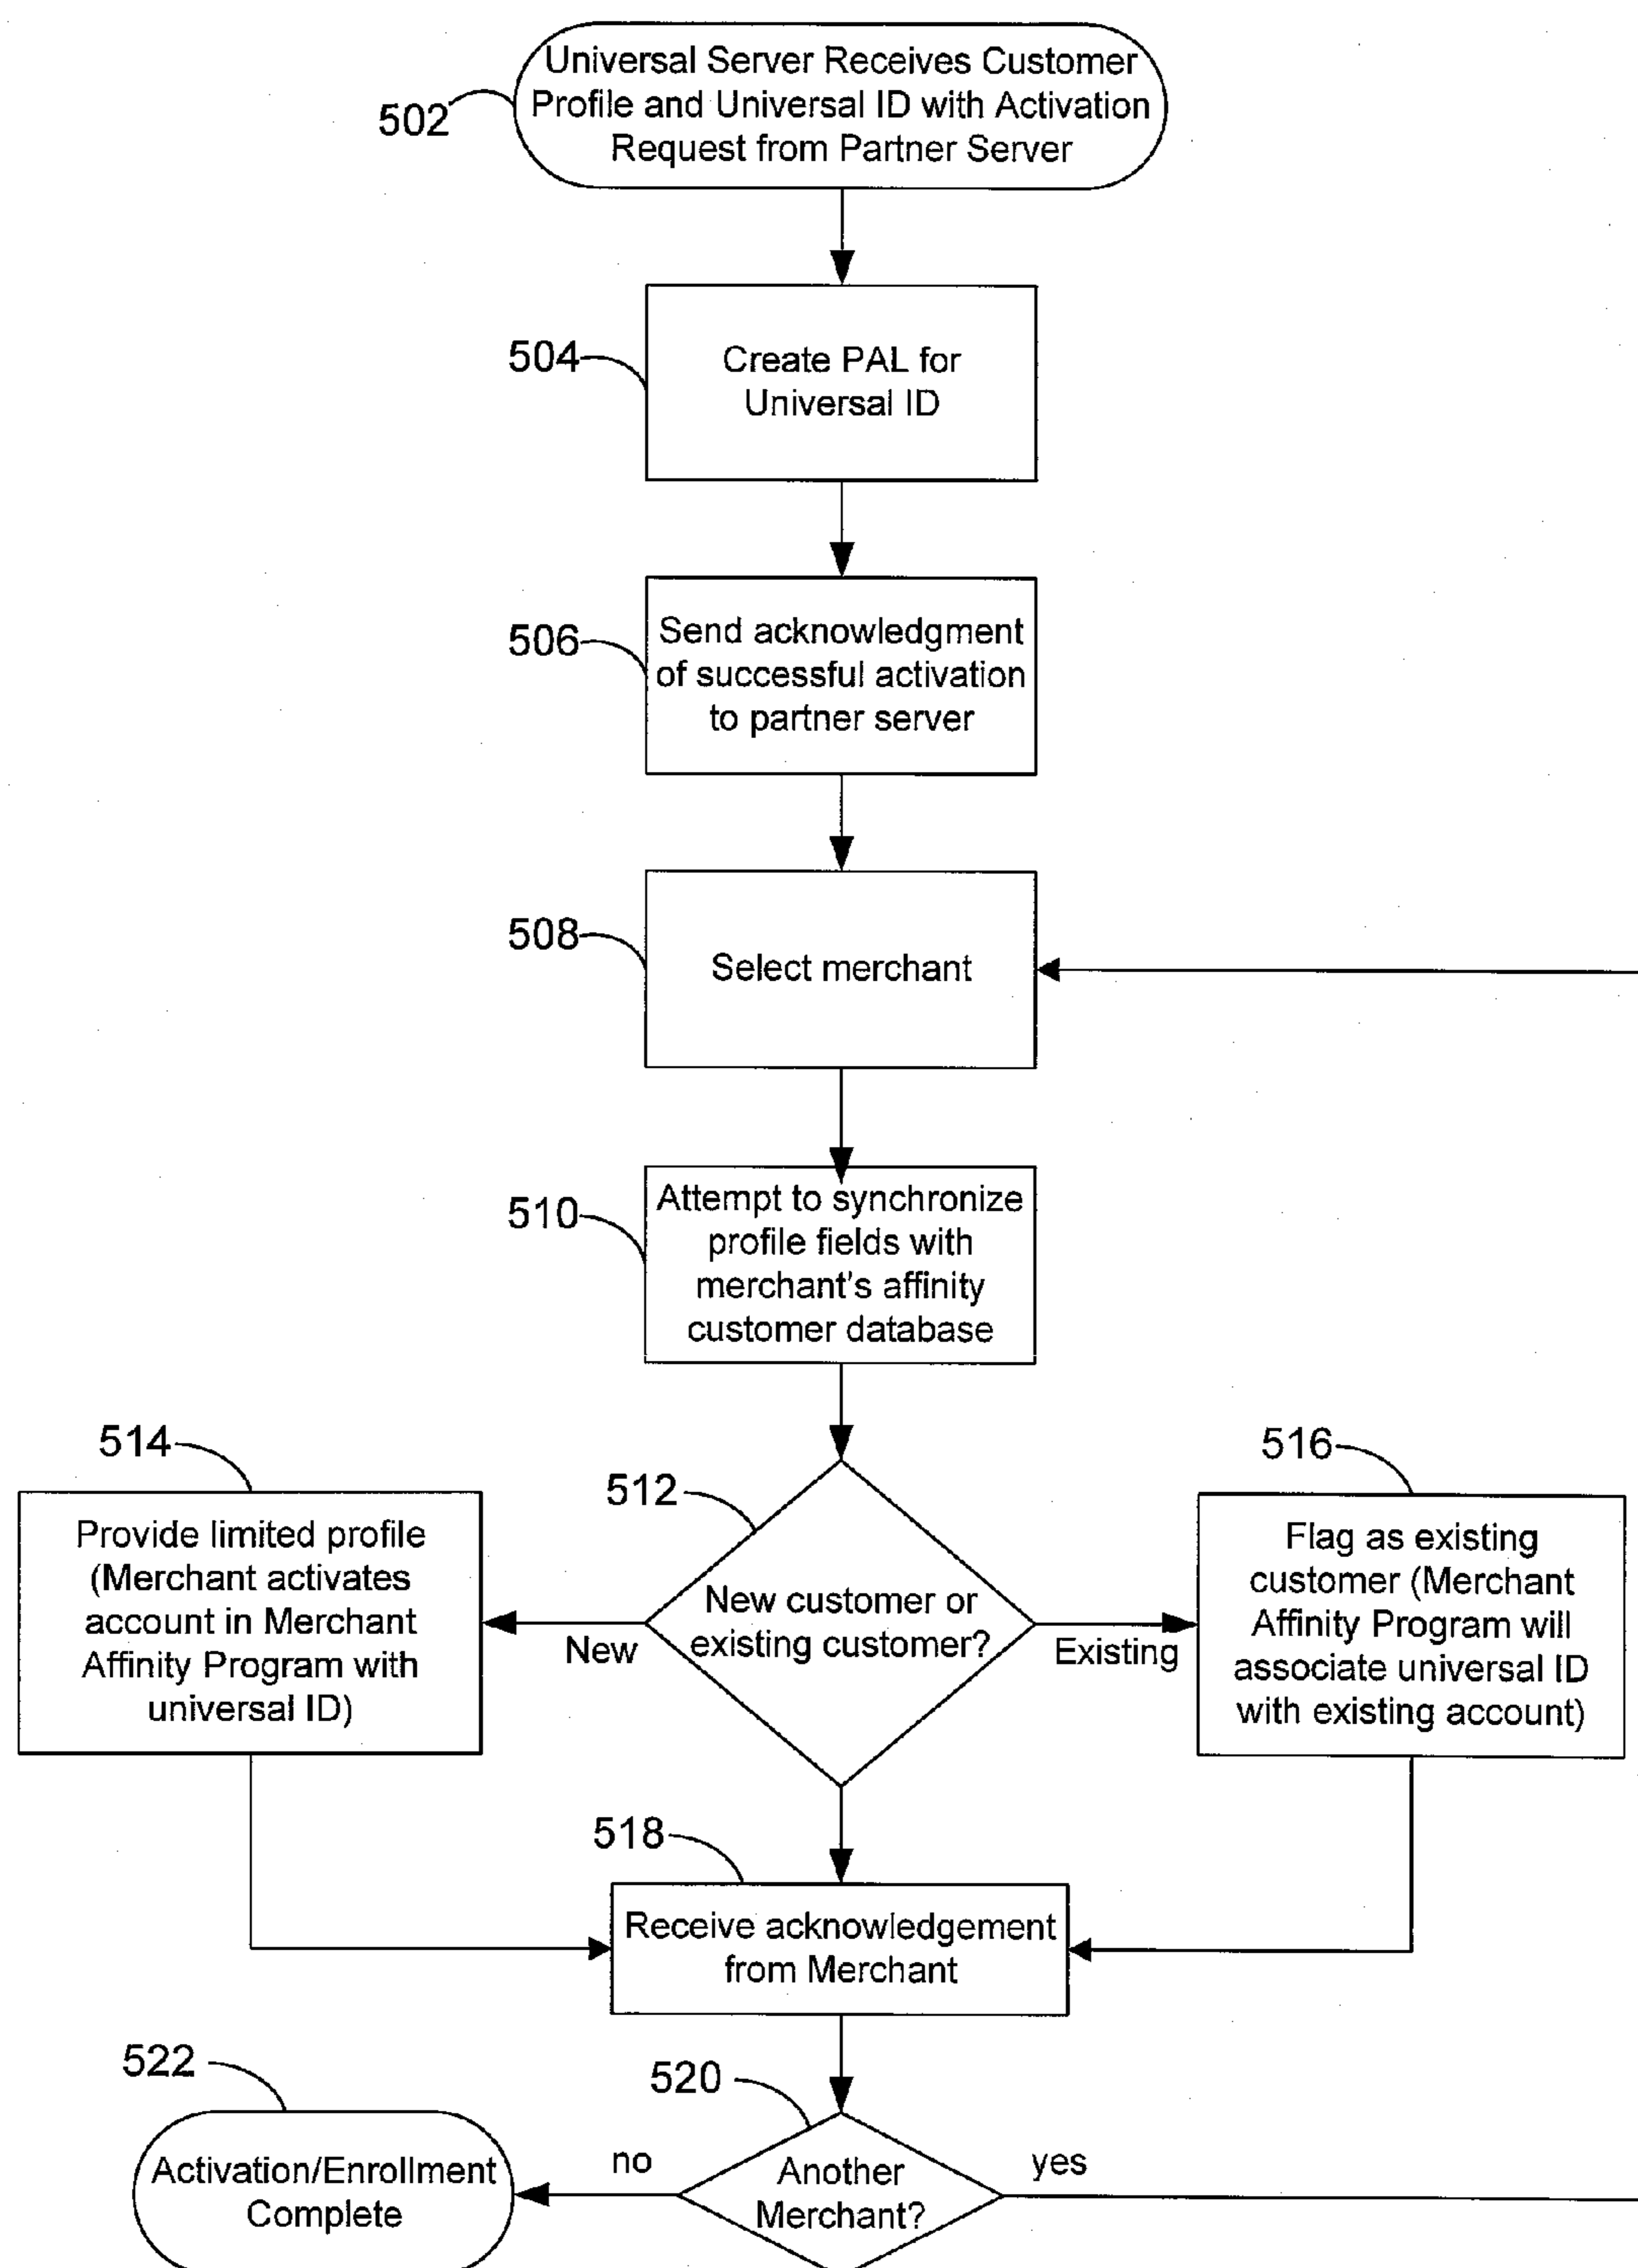 Universal Server Receives Customer
Profile and Universal ID with Activation
Request from Partner Server
502
504
Create PAL for
Universal ID
506
Send acknowledgment
of successful activation
to partner server
508
Select merchant
510
Attempt to synchronize
profile fields with
merchant's affinity
customer database
514
Provide limited profile
(Merchant activates
account in Merchant
Affinity Program with
universal ID)
512
New customer or
existing customer?
New
Existing
516
Flag as existing
customer (Merchant
Affinity Program will
associate universal ID
with existing account)
518
Receive acknowledgement
from Merchant
522
Activation/Enrollment
Complete
no
520
Another
Merchant?
yes